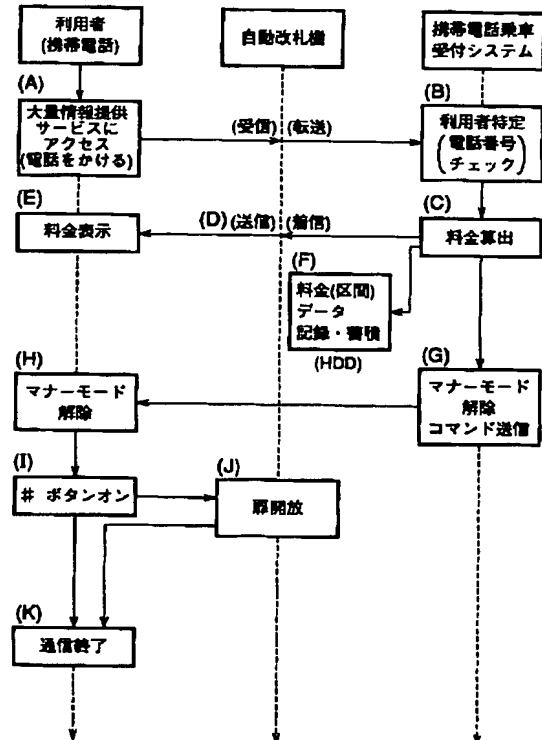 利用者
(携帯電話)
自動改札機
携帯電話乗車
受付システム
(A)
大量情報提供
サービスに
アクセス
(電話をかける)
(受信)
(転送)
(B)
利用者特定
(電話番号
チェック)
(E)
料金表示
(D)
(送信)
(着信)
(C)
料金算出
(F)
料金(区間)
データ
記録・蓄積
(HDD)
(H)
マナーモード
解除
(G)
マナーモード
解除
コマンド送信
(I)
# ボタンオン
(J)
扉開放
(K)
通信終了